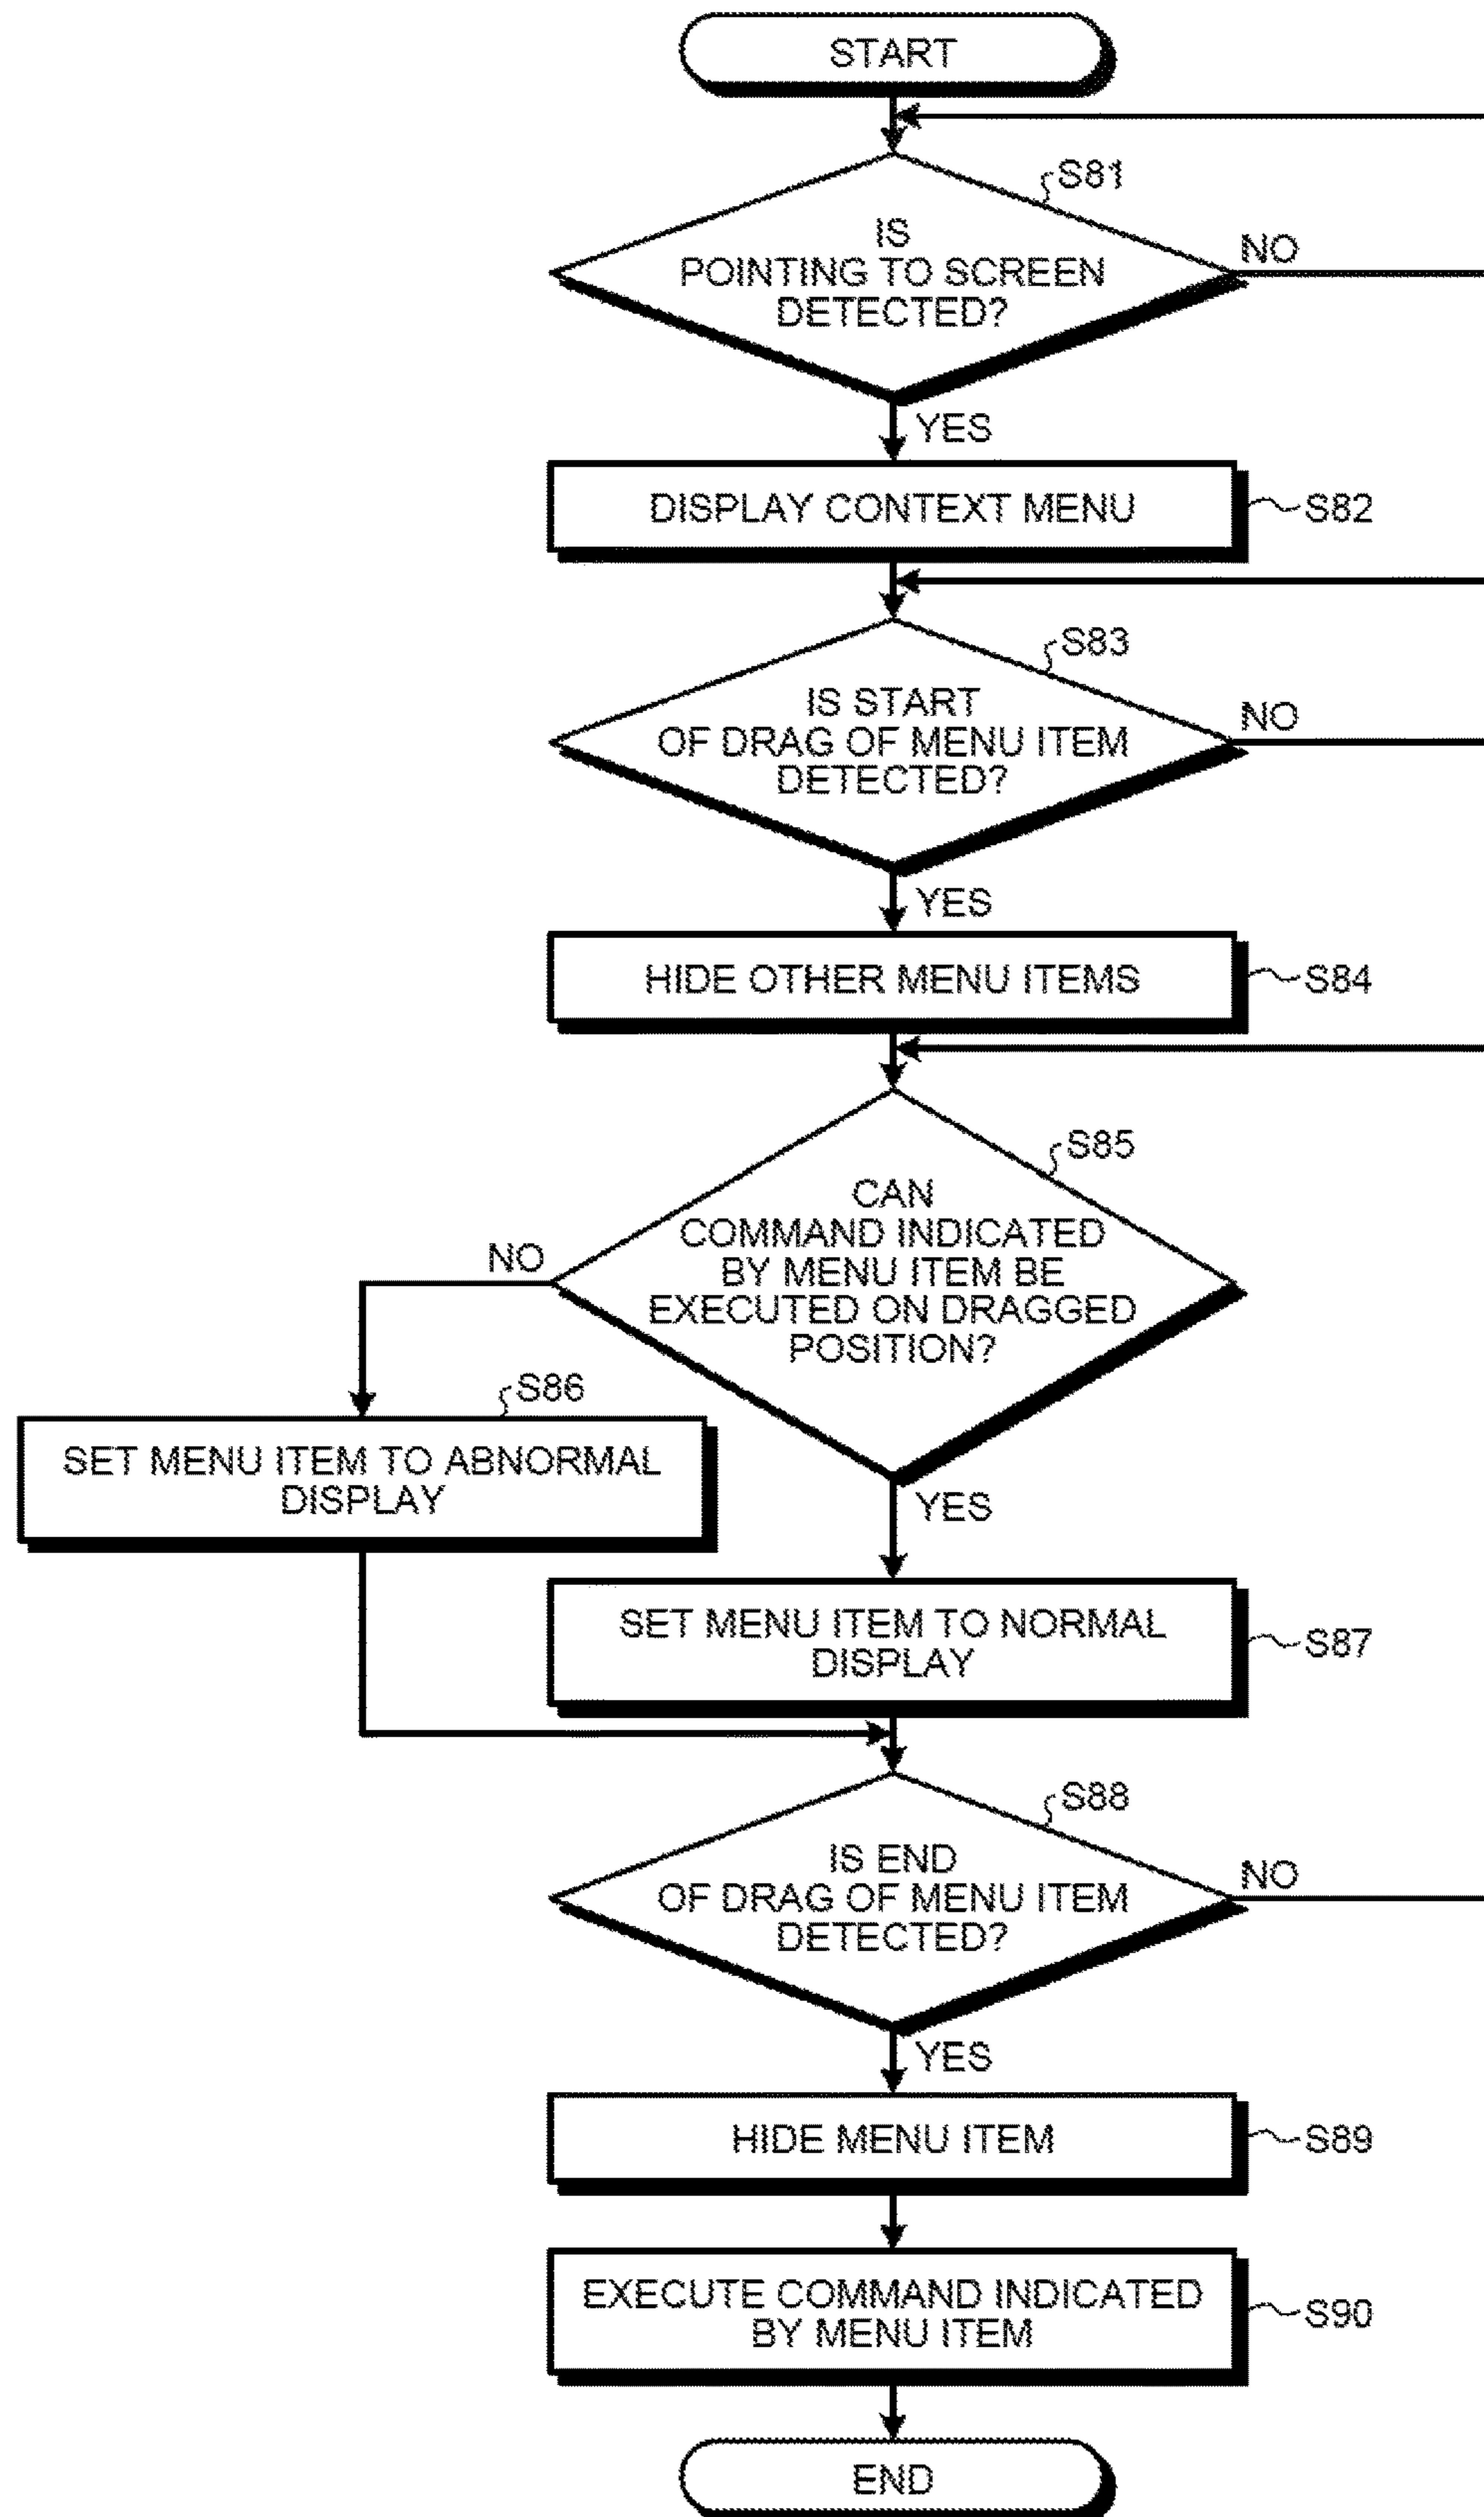 START
S81
IS
POINTING TO SCREEN
DETECTED?
NO
YES
DISPLAY CONTEXT MENU
S82
S83
IS START
OF DRAG OF MENU ITEM
DETECTED?
NO
YES
HIDE OTHER MENU ITEMS
S84
S85
CAN
COMMAND INDICATED
BY MENU ITEM BE
EXECUTED ON DRAGGED
POSITION?
NO
S86
SET MENU ITEM TO ABNORMAL
DISPLAY
YES
SET MENU ITEM TO NORMAL
DISPLAY
S87
S88
IS END
OF DRAG OF MENU ITEM
DETECTED?
NO
YES
HIDE MENU ITEM
S89
EXECUTE COMMAND INDICATED
BY MENU ITEM
S90
END